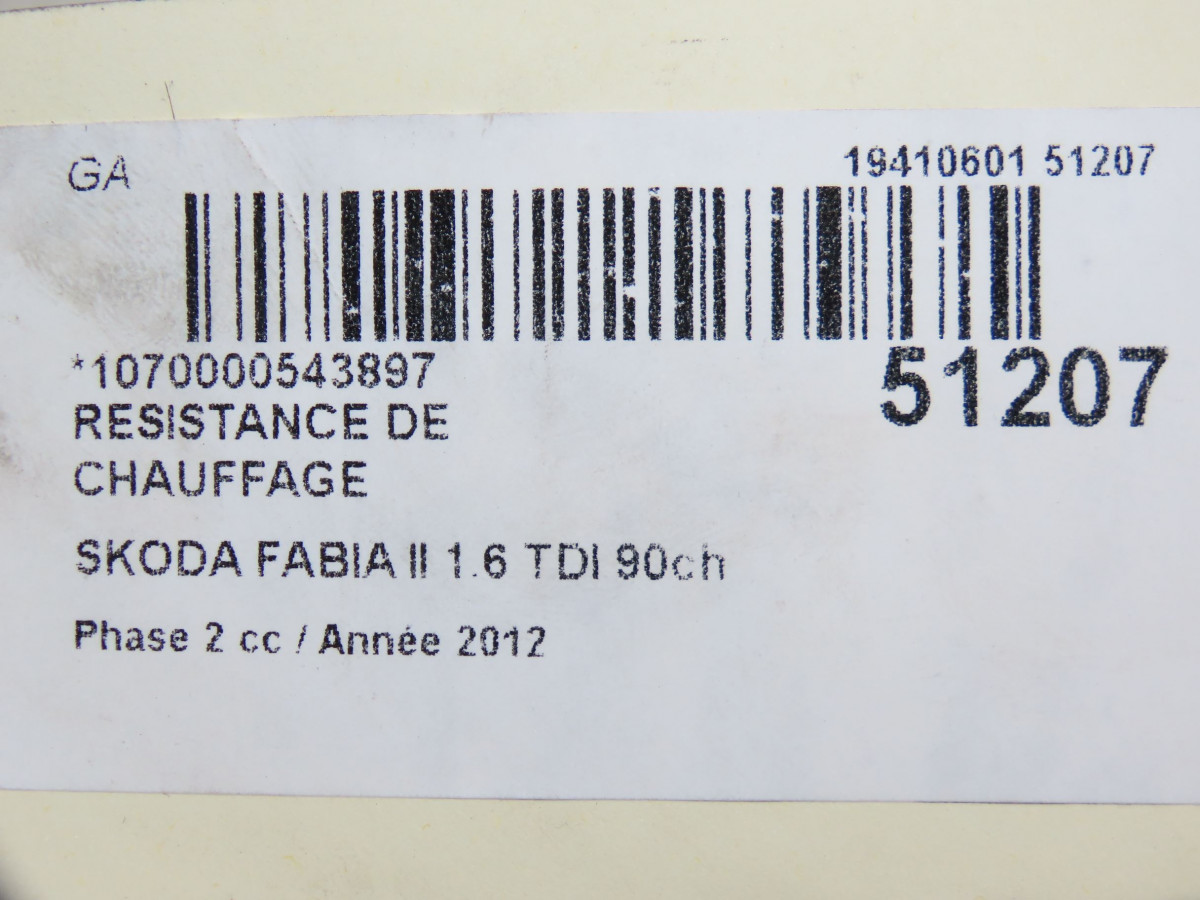 GA
19410601 51207
*1070000543897
51207
RESISTANCE DE
CHAUFFAGE
SKODA FABIA II 1.6 TDI 90ch
Phase 2 cc / Année 2012